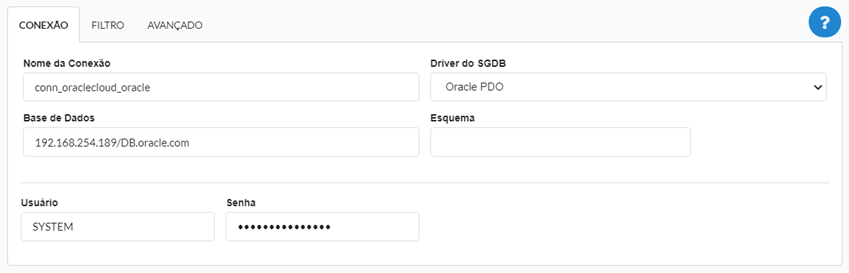 CONEXÃO FILTRO AVANÇADO ?
Nome da Conexão Driver do SGDB
conn_oraclecloud_oracle Oracle PDO
Base de Dados Esquema
192.168.254.189/DB.oracle.com
Usuário Senha
SYSTEM •••••••••••••••